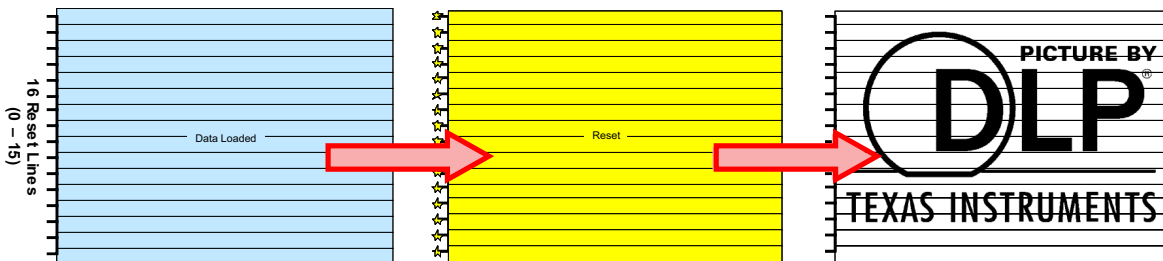 16 Reset Lines
(0 – 15)
Data Loaded
Reset
PICTURE BY
DLP®
TEXAS INSTRUMENTS